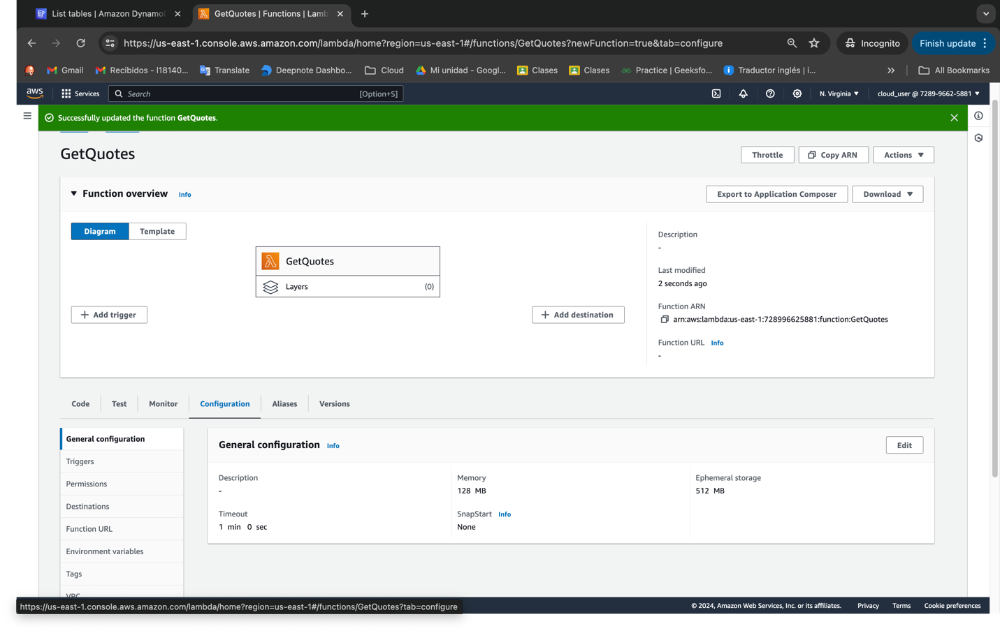 List tables | Amazon Dynamo
GetQuotes | Functions | Lamb
https://us-east-1.console.aws.amazon.com/lambda/home?region=us-east-1#/functions/GetQuotes?newFunction=true&tab=configure
Incognito
Finish update
Gmail
Recibidos - l18140...
Translate
Deepnote Dashbo...
Cloud
Mi unidad - Googl...
Clases
Clases
Practice | Geeksfo...
Traductor inglés | i...
All Bookmarks
aws
Services
Search
[Option+S]
N. Virginia
cloud_user @ 7289-9662-5881
Successfully updated the function GetQuotes.
GetQuotes
Throttle
Copy ARN
Actions
Function overview
Info
Export to Application Composer
Download
Diagram
Template
GetQuotes
Layers
(0)
Add trigger
Add destination
Description
-
Last modified
2 seconds ago
Function ARN
arn:aws:lambda:us-east-1:728996625881:function:GetQuotes
Function URL
Info
-
Code
Test
Monitor
Configuration
Aliases
Versions
General configuration
Triggers
Permissions
Destinations
Function URL
Environment variables
Tags
VPC
General configuration
Info
Edit
Description
-
Memory
128 MB
Ephemeral storage
512 MB
Timeout
1 min 0 sec
SnapStart
Info
None
https://us-east-1.console.aws.amazon.com/lambda/home?region=us-east-1#/functions/GetQuotes?tab=configure
© 2024, Amazon Web Services, Inc. or its affiliates.
Privacy
Terms
Cookie preferences